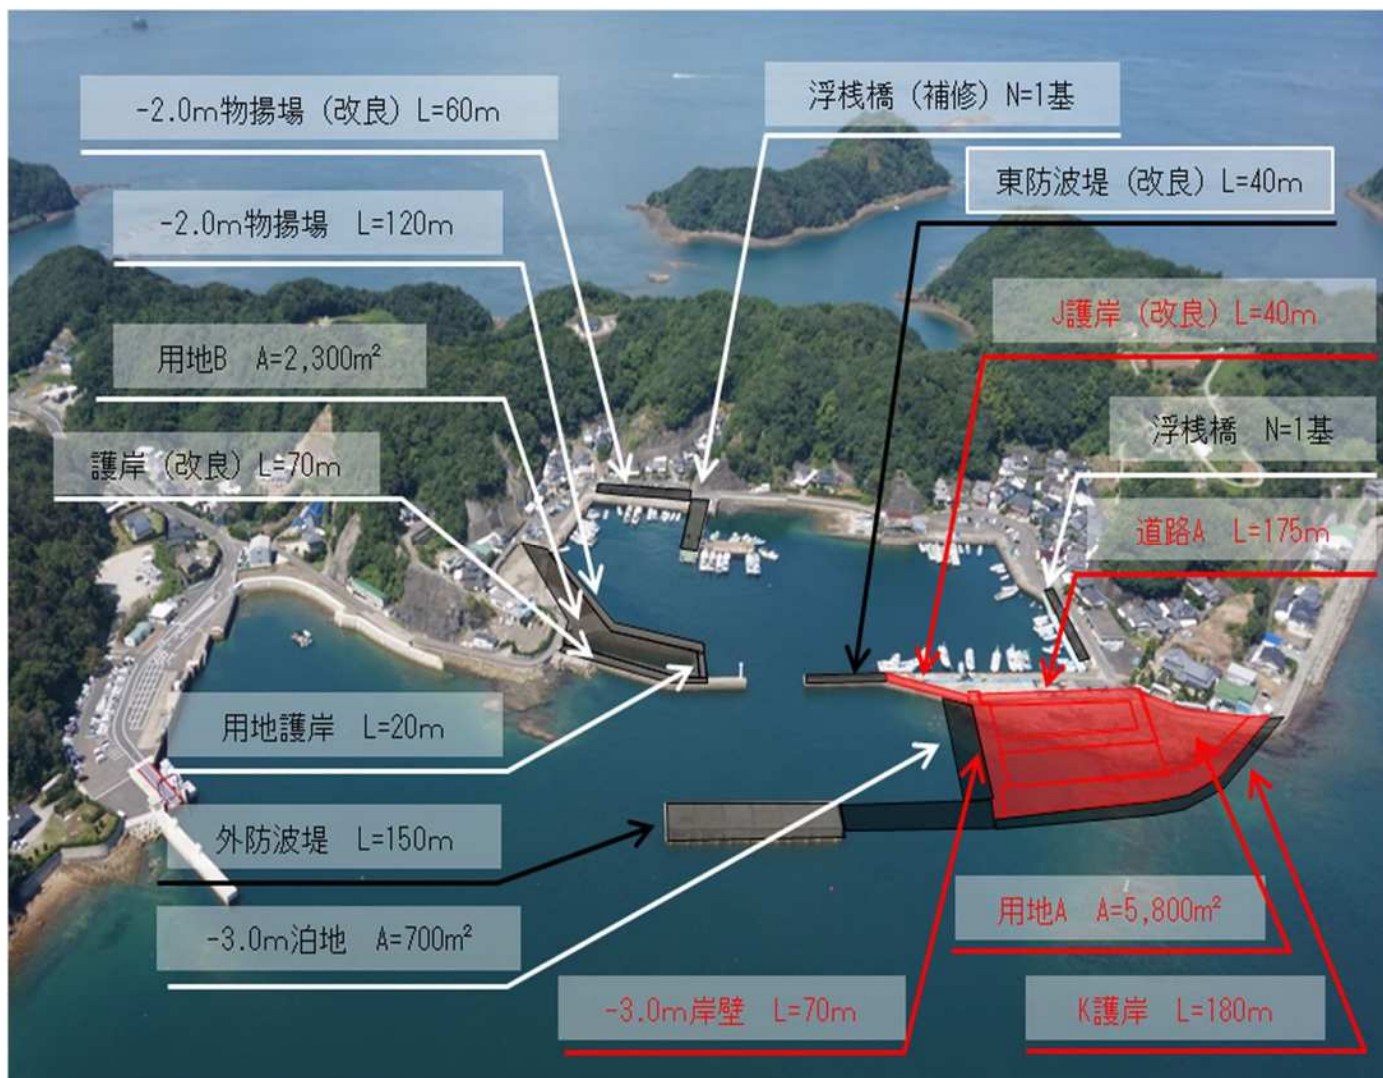 -2.0m物揚場（改良）L=60m
浮桟橋（補修）N=1基
東防波堤（改良）L=40m
-2.0m物揚場　L=120m
J護岸（改良）L=40m
用地B　A=2,300m²
浮桟橋　N=1基
護岸（改良）L=70m
道路A　L=175m
用地護岸　L=20m
外防波堤　L=150m
用地A　A=5,800m²
-3.0m泊地　A=700m²
-3.0m岸壁　L=70m
K護岸　L=180m